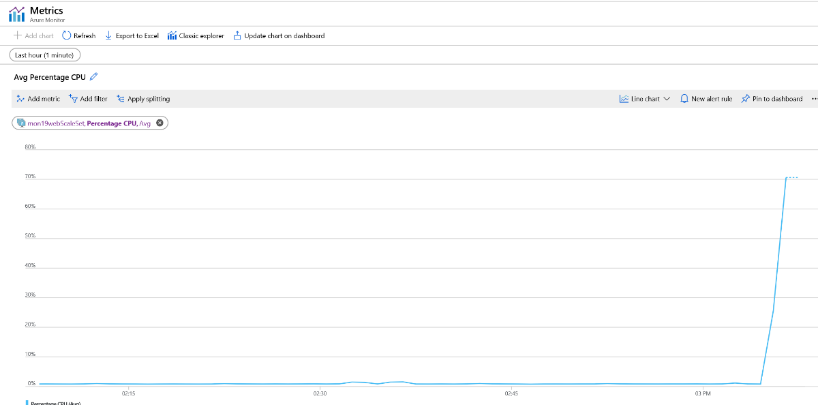 Metrics
Azure Monitor
Add chart Refresh Export to Excel Classic explorer Update chart on dashboard
Last hour (1 minute)
Avg Percentage CPU
Add metric Add filter Apply splitting Line chart New alert rule Pin to dashboard ...
mon19webScaleSet, Percentage CPU, Avg
80%
70%
60%
50%
40%
30%
20%
10%
0%
02:15 02:30 02:45 03 PM
Percentage CPU (Avg)